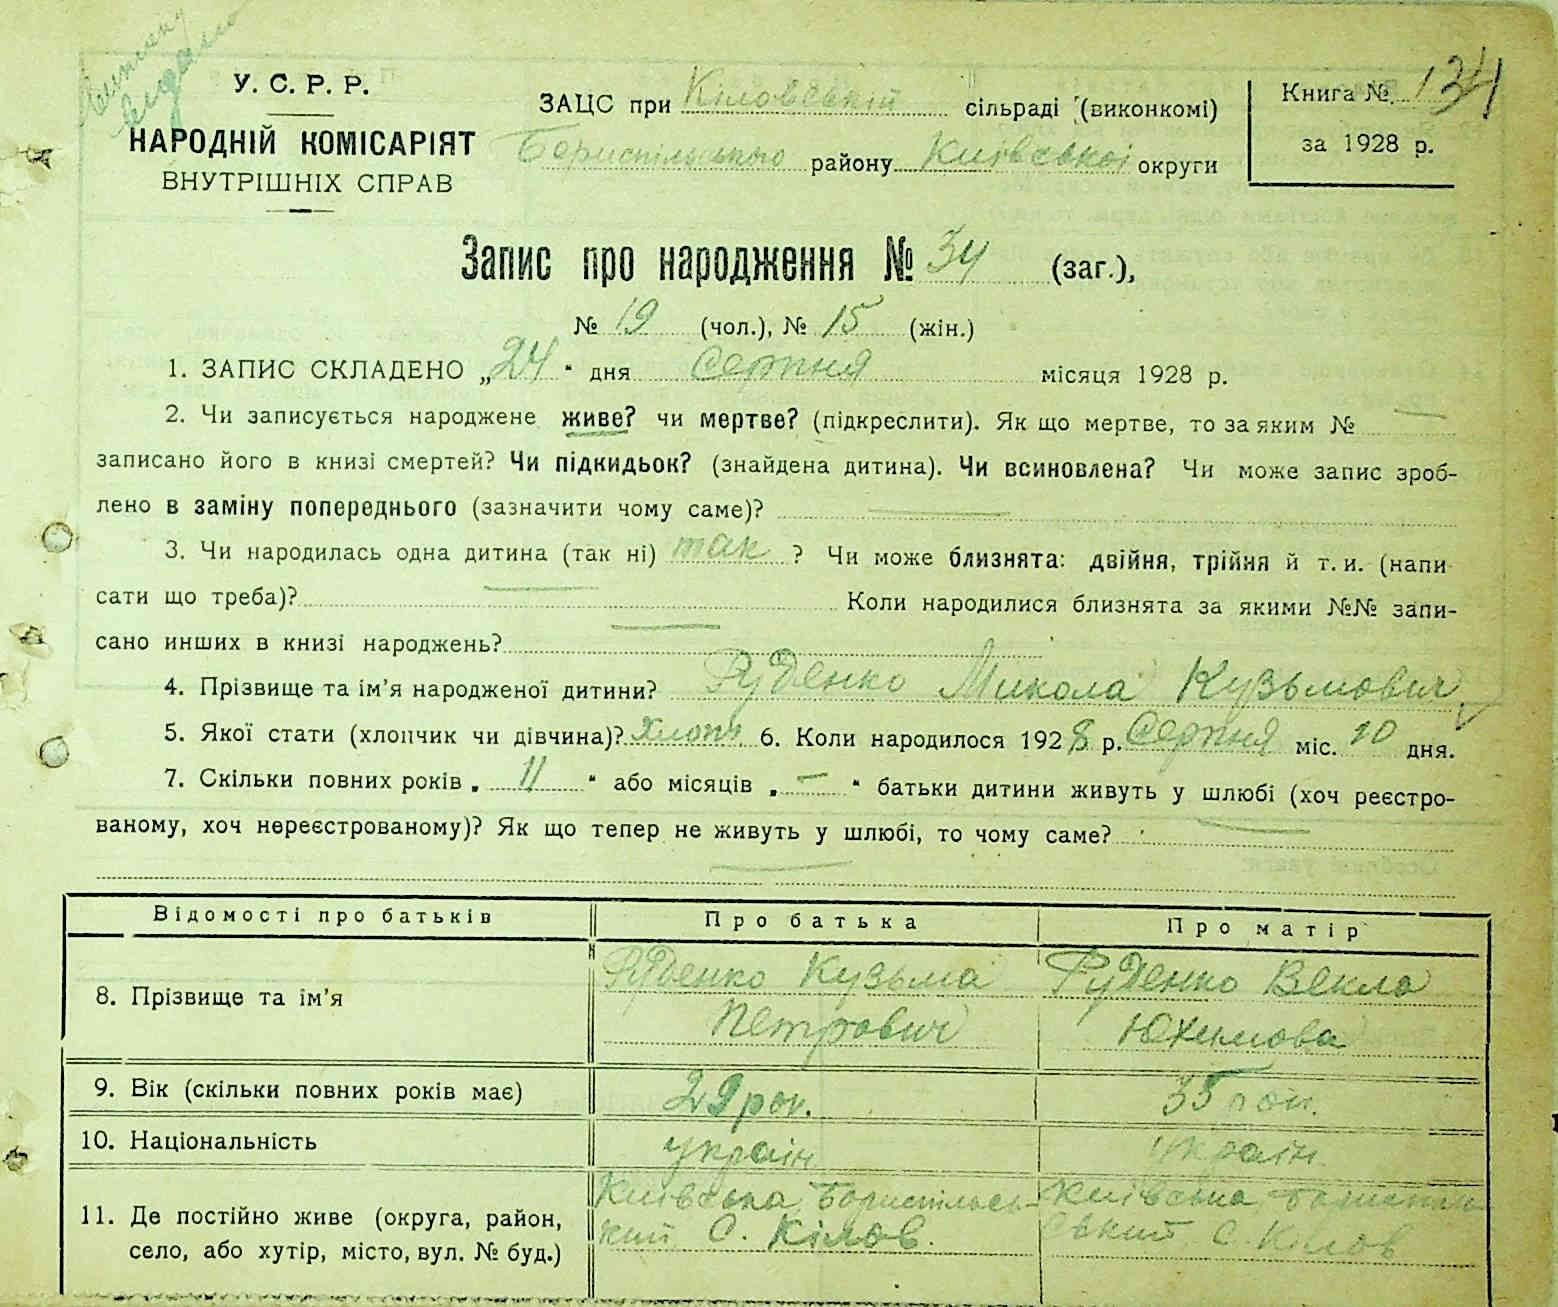 Виписку
видано
У. С. Р. Р.
НАРОДНІЙ КОМІСАРІЯТ
ВНУТРІШНІХ СПРАВ
ЗАЦС при Кіловській сільраді (виконкомі)
Бориспільського району Київської округи
Книга № 134
за 1928 р.
Запис про народження № 34 (заг.),
№ 19 (чол.), № 15 (жін.)
1. ЗАПИС СКЛАДЕНО „24“ дня Серпня місяця 1928 р.
2. Чи записується народжене живе? чи мертве? (підкреслити). Як що мертве, то за яким №
записано його в книзі смертей? Чи підкидьок? (знайдена дитина). Чи всиновлена? Чи може запис зроб-
лено в заміну попереднього (зазначити чому саме)?
3. Чи народилась одна дитина (так ні) так ? Чи може близнята: двійня, трійня й т. и. (напи
сати що треба)? Коли народилися близнята за якими №№ запи-
сано инших в книзі народжень?
4. Прізвище та ім'я народженої дитини? Руденко Микола Кузьмович
5. Якої стати (хлопчик чи дівчина)? хлопч. 6. Коли народилося 1928 р. Серпня міс. 10 дня.
7. Скільки повних років „ 11 “ або місяців „ — “ батьки дитини живуть у шлюбі (хоч реєстро-
ваному, хоч нереєстрованому)? Як що тепер не живуть у шлюбі, то чому саме?
Відомості про батьків Про батька Про матір
8. Прізвище та ім'я Руденко Кузьма Петрович Руденко Векла Юхимова
9. Вік (скільки повних років має) 29 рок. 35 рок.
10. Національність україн. україн.
11. Де постійно живе (округа, район, Київська Бориспільсь- Київська Бориспіль
село, або хутір, місто, вул. № буд.) кий С. Кілов. ський С. Кілов